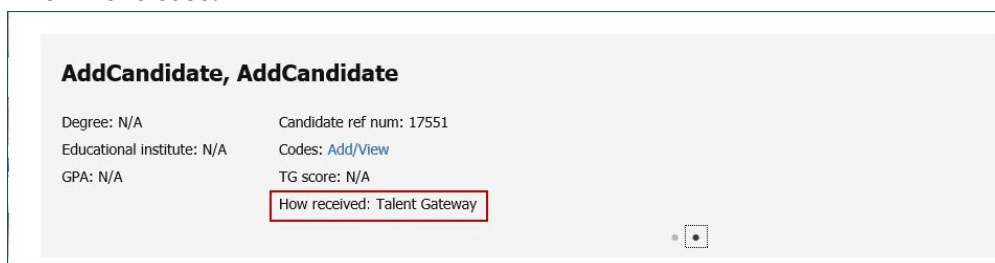 AddCandidate, AddCandidate
Degree: N/A
Candidate ref num: 17551
Educational institute: N/A
Codes: Add/View
GPA: N/A
TG score: N/A
How received: Talent Gateway